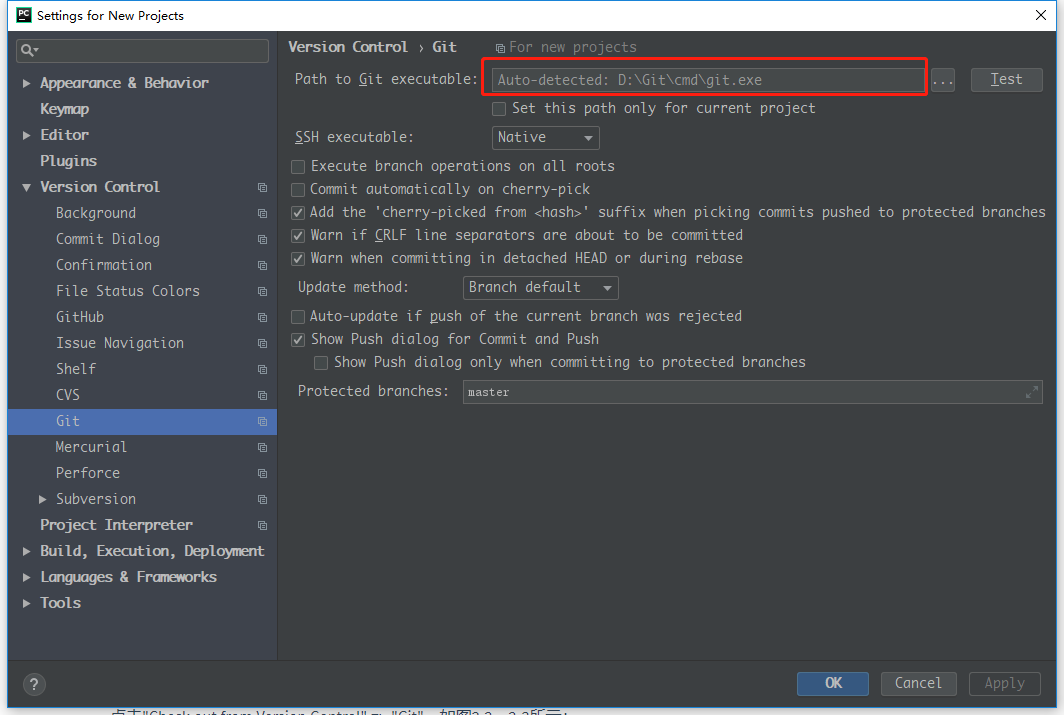 PC Settings for New Projects
Appearance & Behavior
Keymap
Editor
Plugins
Version Control
Background
Commit Dialog
Confirmation
File Status Colors
GitHub
Issue Navigation
Shelf
CVS
Git
Mercurial
Perforce
Subversion
Project Interpreter
Build, Execution, Deployment
Languages & Frameworks
Tools
Version Control › Git For new projects
Path to Git executable: Auto-detected: D:\Git\cmd\git.exe ... Test
Set this path only for current project
SSH executable: Native
Execute branch operations on all roots
Commit automatically on cherry-pick
Add the 'cherry-picked from <hash>' suffix when picking commits pushed to protected branches
Warn if CRLF line separators are about to be committed
Warn when committing in detached HEAD or during rebase
Update method: Branch default
Auto-update if push of the current branch was rejected
Show Push dialog for Commit and Push
Show Push dialog only when committing to protected branches
Protected branches: master
? OK Cancel Apply